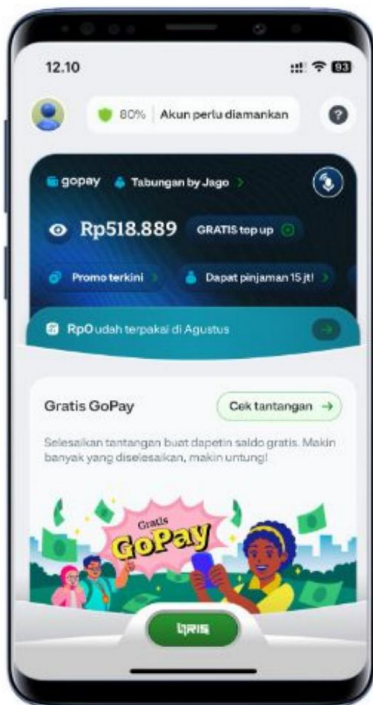 12.10
93
80% Akun perlu diamankan
?
gopay Tabungan by Jago >
Rp518.889 GRATIS top up
Promo terkini > Dapat pinjaman 15 jt! >
Rp0 udah terpakai di Agustus
Gratis GoPay Cek tantangan →
Selesaikan tantangan buat dapetin saldo gratis. Makin
banyak yang diselesaikan, makin untung!
Gratis
GoPay
QRIS